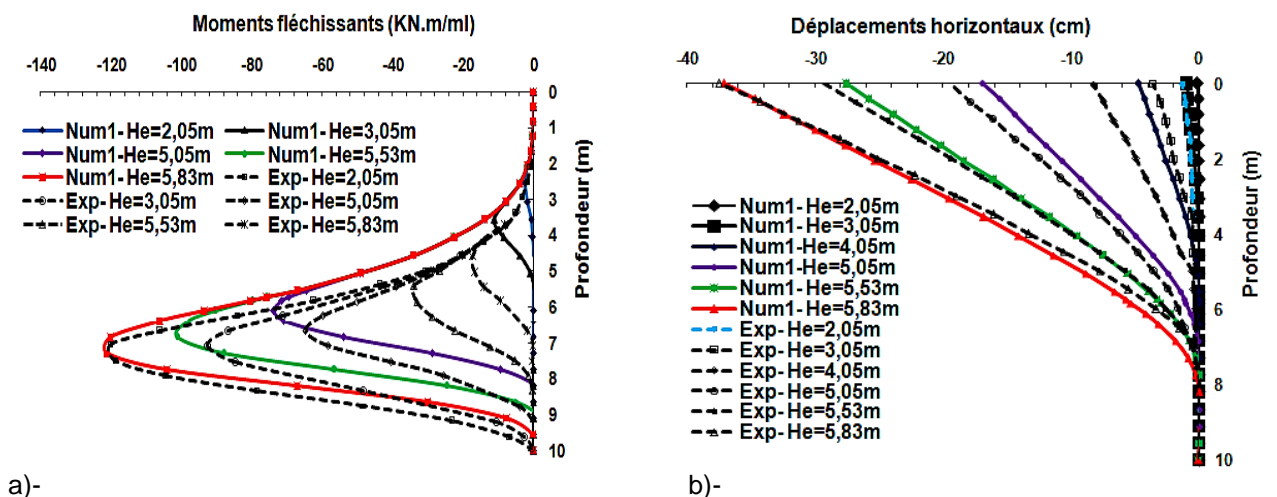 Moments fléchissants (KN.m/ml)
-140 -120 -100 -80 -60 -40 -20 0
0
1
2
3
4
5
6
7
8
9
10
Profondeur (m)
Num1- He=2,05m Num1- He=3,05m
Num1- He=5,05m Num1- He=5,53m
Num1- He=5,83m Exp- He=2,05m
Exp- He=3,05m Exp- He=5,05m
Exp- He=5,53m Exp- He=5,83m
a)-
Déplacements horizontaux (cm)
-40 -30 -20 -10 0
0
2
4
6
8
10
Profondeur (m)
Num1- He=2,05m
Num1- He=3,05m
Num1- He=4,05m
Num1- He=5,05m
Num1- He=5,53m
Num1- He=5,83m
Exp- He=2,05m
Exp- He=3,05m
Exp- He=4,05m
Exp- He=5,05m
Exp- He=5,53m
Exp- He=5,83m
b)-